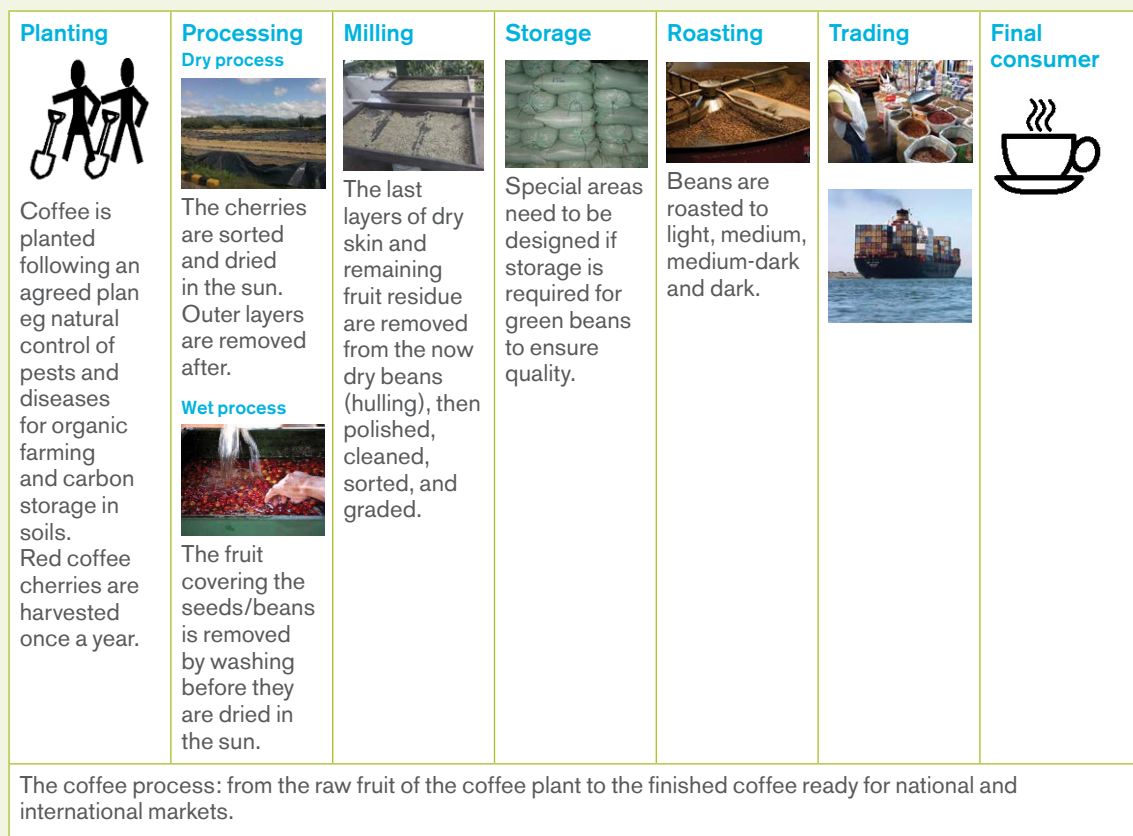 Planting
Coffee is
planted
following an
agreed plan
eg natural
control of
pests and
diseases
for organic
farming
and carbon
storage in
soils.
Red coffee
cherries are
harvested
once a year.
Processing
Dry process
The cherries
are sorted
and dried
in the sun.
Outer layers
are removed
after.
Wet process
The fruit
covering the
seeds/beans
is removed
by washing
before they
are dried in
the sun.
Milling
The last
layers of dry
skin and
remaining
fruit residue
are removed
from the now
dry beans
(hulling), then
polished,
cleaned,
sorted, and
graded.
Storage
Special areas
need to be
designed if
storage is
required for
green beans
to ensure
quality.
Roasting
Beans are
roasted to
light, medium,
medium-dark
and dark.
Trading
Final
consumer
The coffee process: from the raw fruit of the coffee plant to the finished coffee ready for national and
international markets.